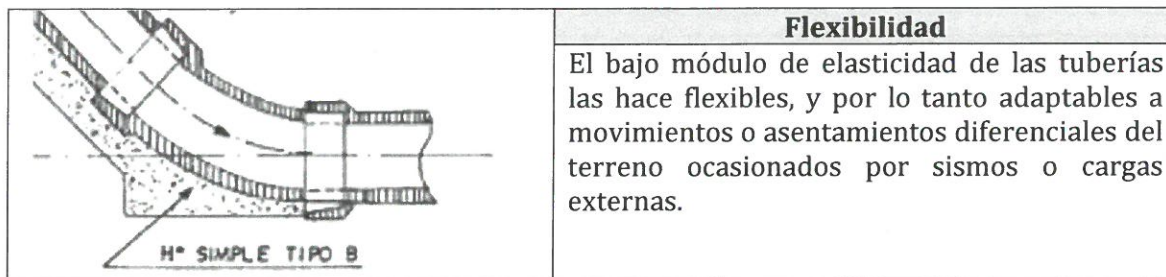 H° SIMPLE TIPO B
Flexibilidad
El bajo módulo de elasticidad de las tuberías
las hace flexibles, y por lo tanto adaptables a
movimientos o asentamientos diferenciales del
terreno ocasionados por sismos o cargas
externas.